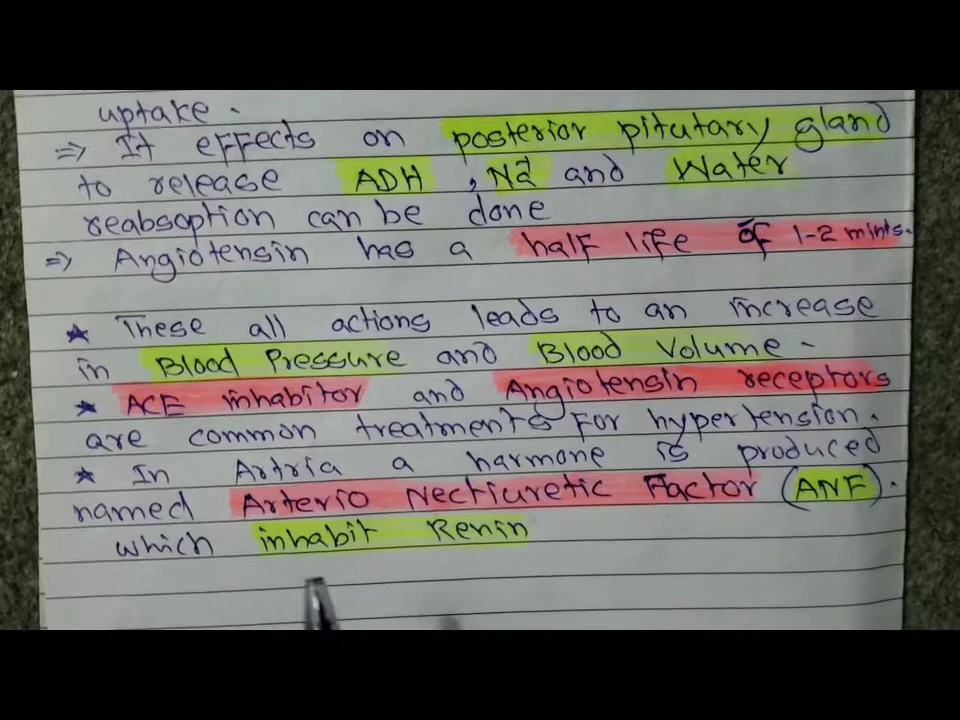 uptake.
⇒ It effects on posterior pitutary gland
to release ADH, Na and Water
reabsoption can be done
⇒ Angiotensin has a half life of 1-2 mints.
★ These all actions leads to an increase
in Blood Pressure and Blood Volume -
★ ACE inhabitor and Angiotensin receptors
are common treatments for hypertension.
★ In Artria a harmone is produced
named Arterio Nectiuretic Factor (ANF).
which inhabit Renin